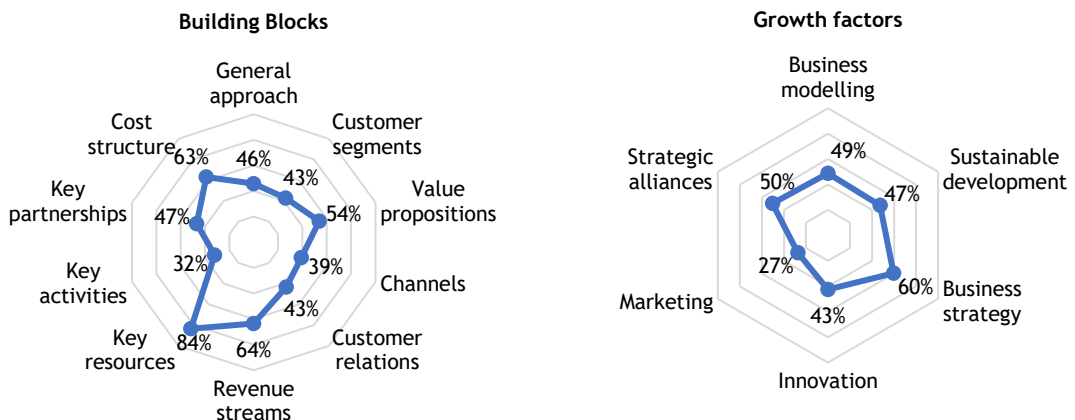 Building Blocks
General
approach
Customer
segments
Value
propositions
Channels
Customer
relations
Revenue
streams
Key
resources
Key
activities
Key
partnerships
Cost
structure
46%
43%
54%
39%
43%
64%
84%
32%
47%
63%
Growth factors
Business
modelling
Sustainable
development
Business
strategy
Innovation
Marketing
Strategic
alliances
49%
47%
60%
43%
27%
50%